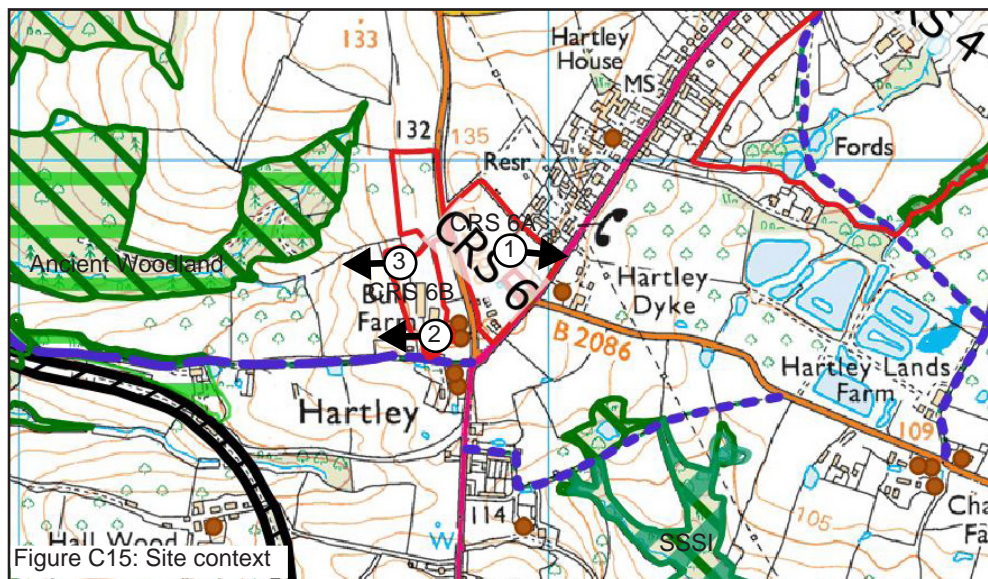 133
Hartley
House
MS
CRS 4
132
135
Resr
Fords
CRS 6A
1
CRS 6
Ancient Woodland
3
Hartley
Dyke
CRS 6B
Farm
2
B 2086
Hartley Lands
Farm
Hartley
109
114
105
Cha
Fa
W
SSSI
Hall Wood
Figure C15: Site context